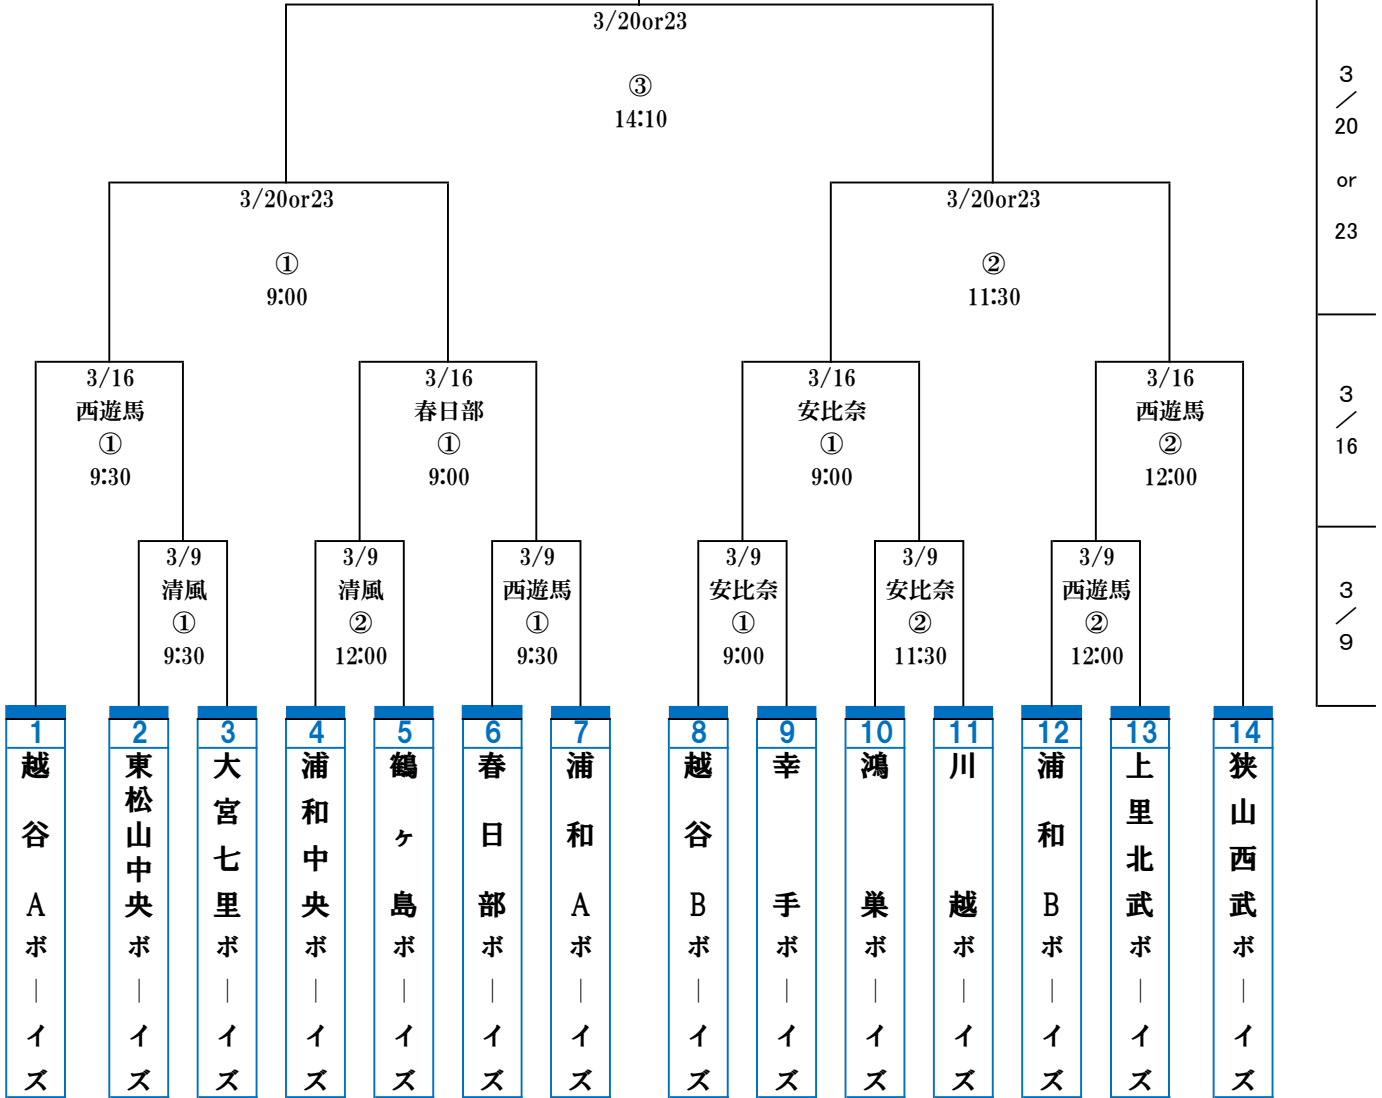 3/20or23
③
14:10
3/20or23
①
9:00
3/20or23
②
11:30
3/16
西遊馬
①
9:30
3/16
春日部
①
9:00
3/16
安比奈
①
9:00
3/16
西遊馬
②
12:00
3/9
清風
①
9:30
3/9
清風
②
12:00
3/9
西遊馬
①
9:30
3/9
安比奈
①
9:00
3/9
安比奈
②
11:30
3/9
西遊馬
②
12:00
1
越谷Aボーイズ
2
東松山中央ボーイズ
3
大宮七里ボーイズ
4
浦和中央ボーイズ
5
鶴ヶ島ボーイズ
6
春日部ボーイズ
7
浦和Aボーイズ
8
越谷Bボーイズ
9
幸手ボーイズ
10
鴻巣ボーイズ
11
川越ボーイズ
12
浦和Bボーイズ
13
上里北武ボーイズ
14
狭山西武ボーイズ
3/20or23
3/16
3/9